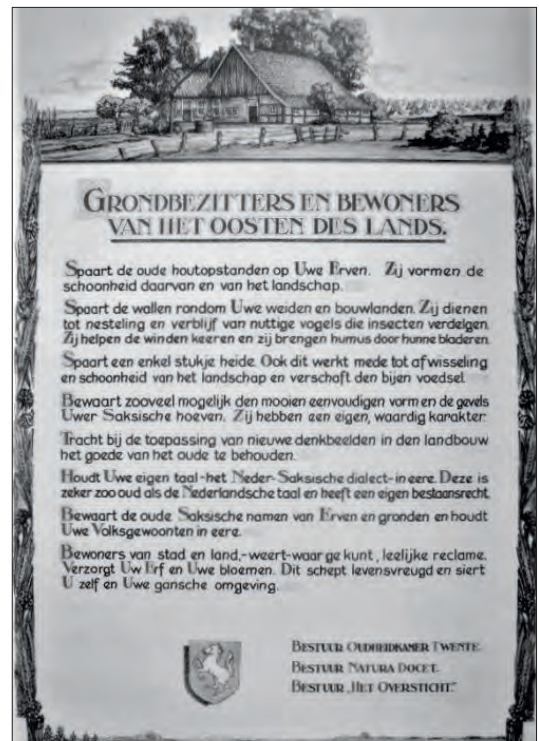 GRONDBEZITTERS EN BEWONERS
VAN HET OOSTEN DES LANDS.
Spaart de oude houtopstanden op Uwe Erven. Zij vormen de
schoonheid daarvan en van het landschap.
Spaart de wallen rondom Uwe weiden en bouwlanden. Zij dienen
tot nesteling en verblijf van nuttige vogels die insecten verdelgen.
Zij helpen de winden keeren en zij brengen humus door hunne bladeren.
Spaart een enkel stukje heide. Ook dit werkt mede tot afwisseling
en schoonheid van het landschap en verschaft den bijen voedsel.
Bewaart zooveel mogelijk den mooien eenvoudigen vorm en de gevels
Uwer Saksische hoeven. Zij hebben een eigen, waardig karakter.
Tracht bij de toepassing van nieuwe denkbeelden in den landbouw
het goede van het oude te behouden.
Houdt Uwe eigen taal-het Neder-Saksische dialect-in eere. Deze is
zeker zoo oud als de Nederlandsche taal en heeft een eigen bestaansrecht.
Bewaart de oude Saksische namen van Erven en gronden en houdt
Uwe Volksgewoonten in eere.
Bewoners van stad en land,-weert-waar ge kunt, leelijke reclame.
Verzorgt Uw Erf en Uwe bloemen. Dit schept levensvreugd en siert
U zelf en Uwe gansche omgeving.
BESTUUR OUDHEIDKAMER TWENTE.
BESTUUR NATURA DOCET.
BESTUUR „HET OVERSTICHT."